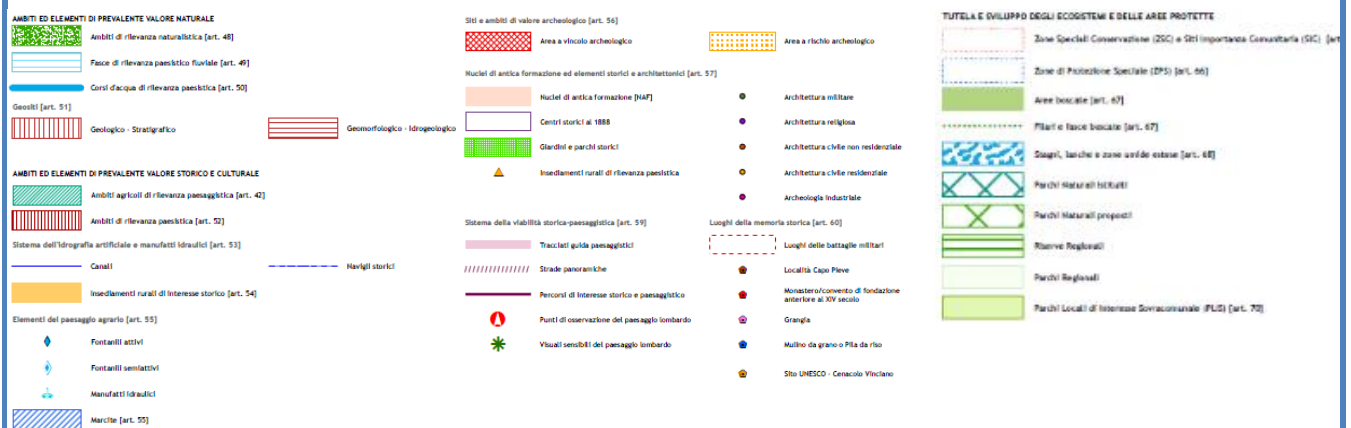 AMBITI ED ELEMENTI DI PREVALENTE VALORE NATURALE
Ambiti di rilevanza naturalistica [art. 48]
Fasce di rilevanza paesistico fluviale [art. 49]
Corsi d'acqua di rilevanza paesistica [art. 50]
Geositi [art. 51]
Geologico - Stratigrafico
Geomorfologico - Idrogeologico
AMBITI ED ELEMENTI DI PREVALENTE VALORE STORICO E CULTURALE
Ambiti agricoli di rilevanza paesaggistica [art. 42]
Ambiti di rilevanza paesistica [art. 52]
Sistema dell'idrografia artificiale e manufatti idraulici [art. 53]
Canali
Navigli storici
Insediamenti rurali di interesse storico [art. 54]
Elementi del paesaggio agrario [art. 55]
Fontanili attivi
Fontanili semiattivi
Manufatti idraulici
Marcite [art. 55]
Siti e ambiti di valore archeologico [art. 56]
Area a vincolo archeologico
Area a rischio archeologico
Nuclei di antica formazione ed elementi storici e architettonici [art. 57]
Nuclei di antica formazione [NAF]
Centri storici al 1888
Giardini e parchi storici
Insediamenti rurali di rilevanza paesistica
Architettura militare
Architettura religiosa
Architettura civile non residenziale
Architettura civile residenziale
Archeologia industriale
Sistema della viabilità storica-paesaggistica [art. 59]
Tracciati guida paesaggistici
Strade panoramiche
Percorsi di interesse storico e paesaggistico
Punti di osservazione del paesaggio lombardo
Visuali sensibili del paesaggio lombardo
Luoghi della memoria storica [art. 60]
Luoghi delle battaglie militari
Località Capo Pieve
Monastero/convento di fondazione
anteriore al XIV secolo
Grangia
Mulino da grano o Pila da riso
Sito UNESCO - Cenacolo Vinciano
TUTELA E SVILUPPO DEGLI ECOSISTEMI E DELLE AREE PROTETTE
Zone Speciali Conservazione (ZSC) e Siti Importanza Comunitaria (SIC) [art
Zone di Protezione Speciale (ZPS) [art. 66]
Aree boscate [art. 67]
Filari e fasce boscate [art. 67]
Stagni, lanche e zone umide estese [art. 68]
Parchi Naturali istituiti
Parchi Naturali proposti
Riserve Regionali
Parchi Regionali
Parchi Locali di Interesse Sovracomunale (PLIS) [art. 70]